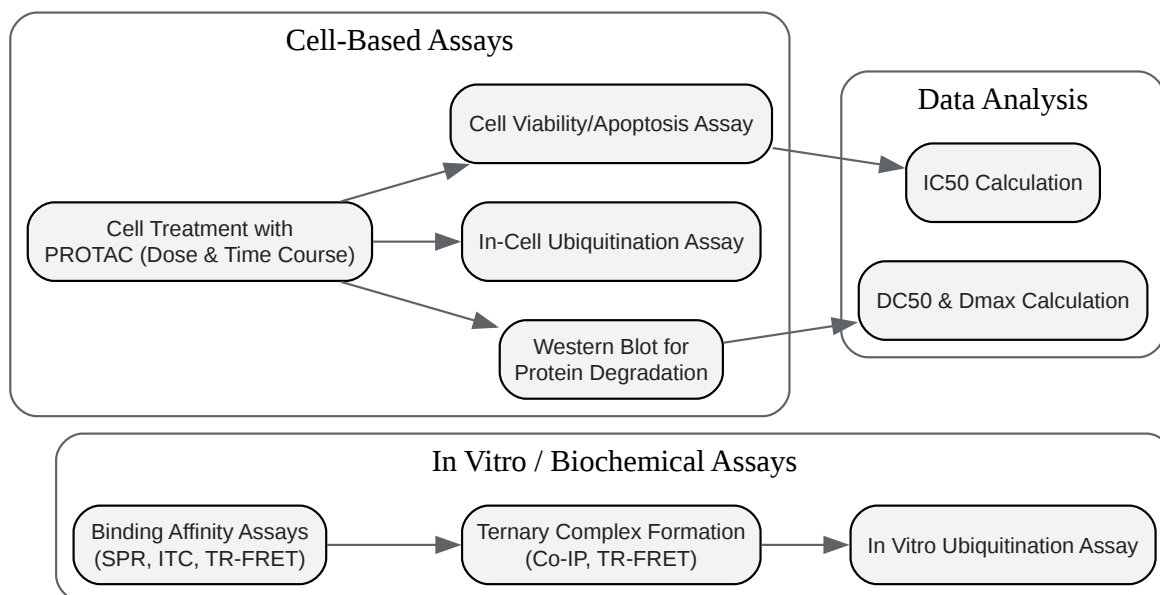 Cell-Based Assays
Cell Viability/Apoptosis Assay
Cell Treatment with
PROTAC (Dose & Time Course)
In-Cell Ubiquitination Assay
Western Blot for
Protein Degradation
Data Analysis
IC50 Calculation
DC50 & Dmax Calculation
In Vitro / Biochemical Assays
Binding Affinity Assays
(SPR, ITC, TR-FRET)
Ternary Complex Formation
(Co-IP, TR-FRET)
In Vitro Ubiquitination Assay